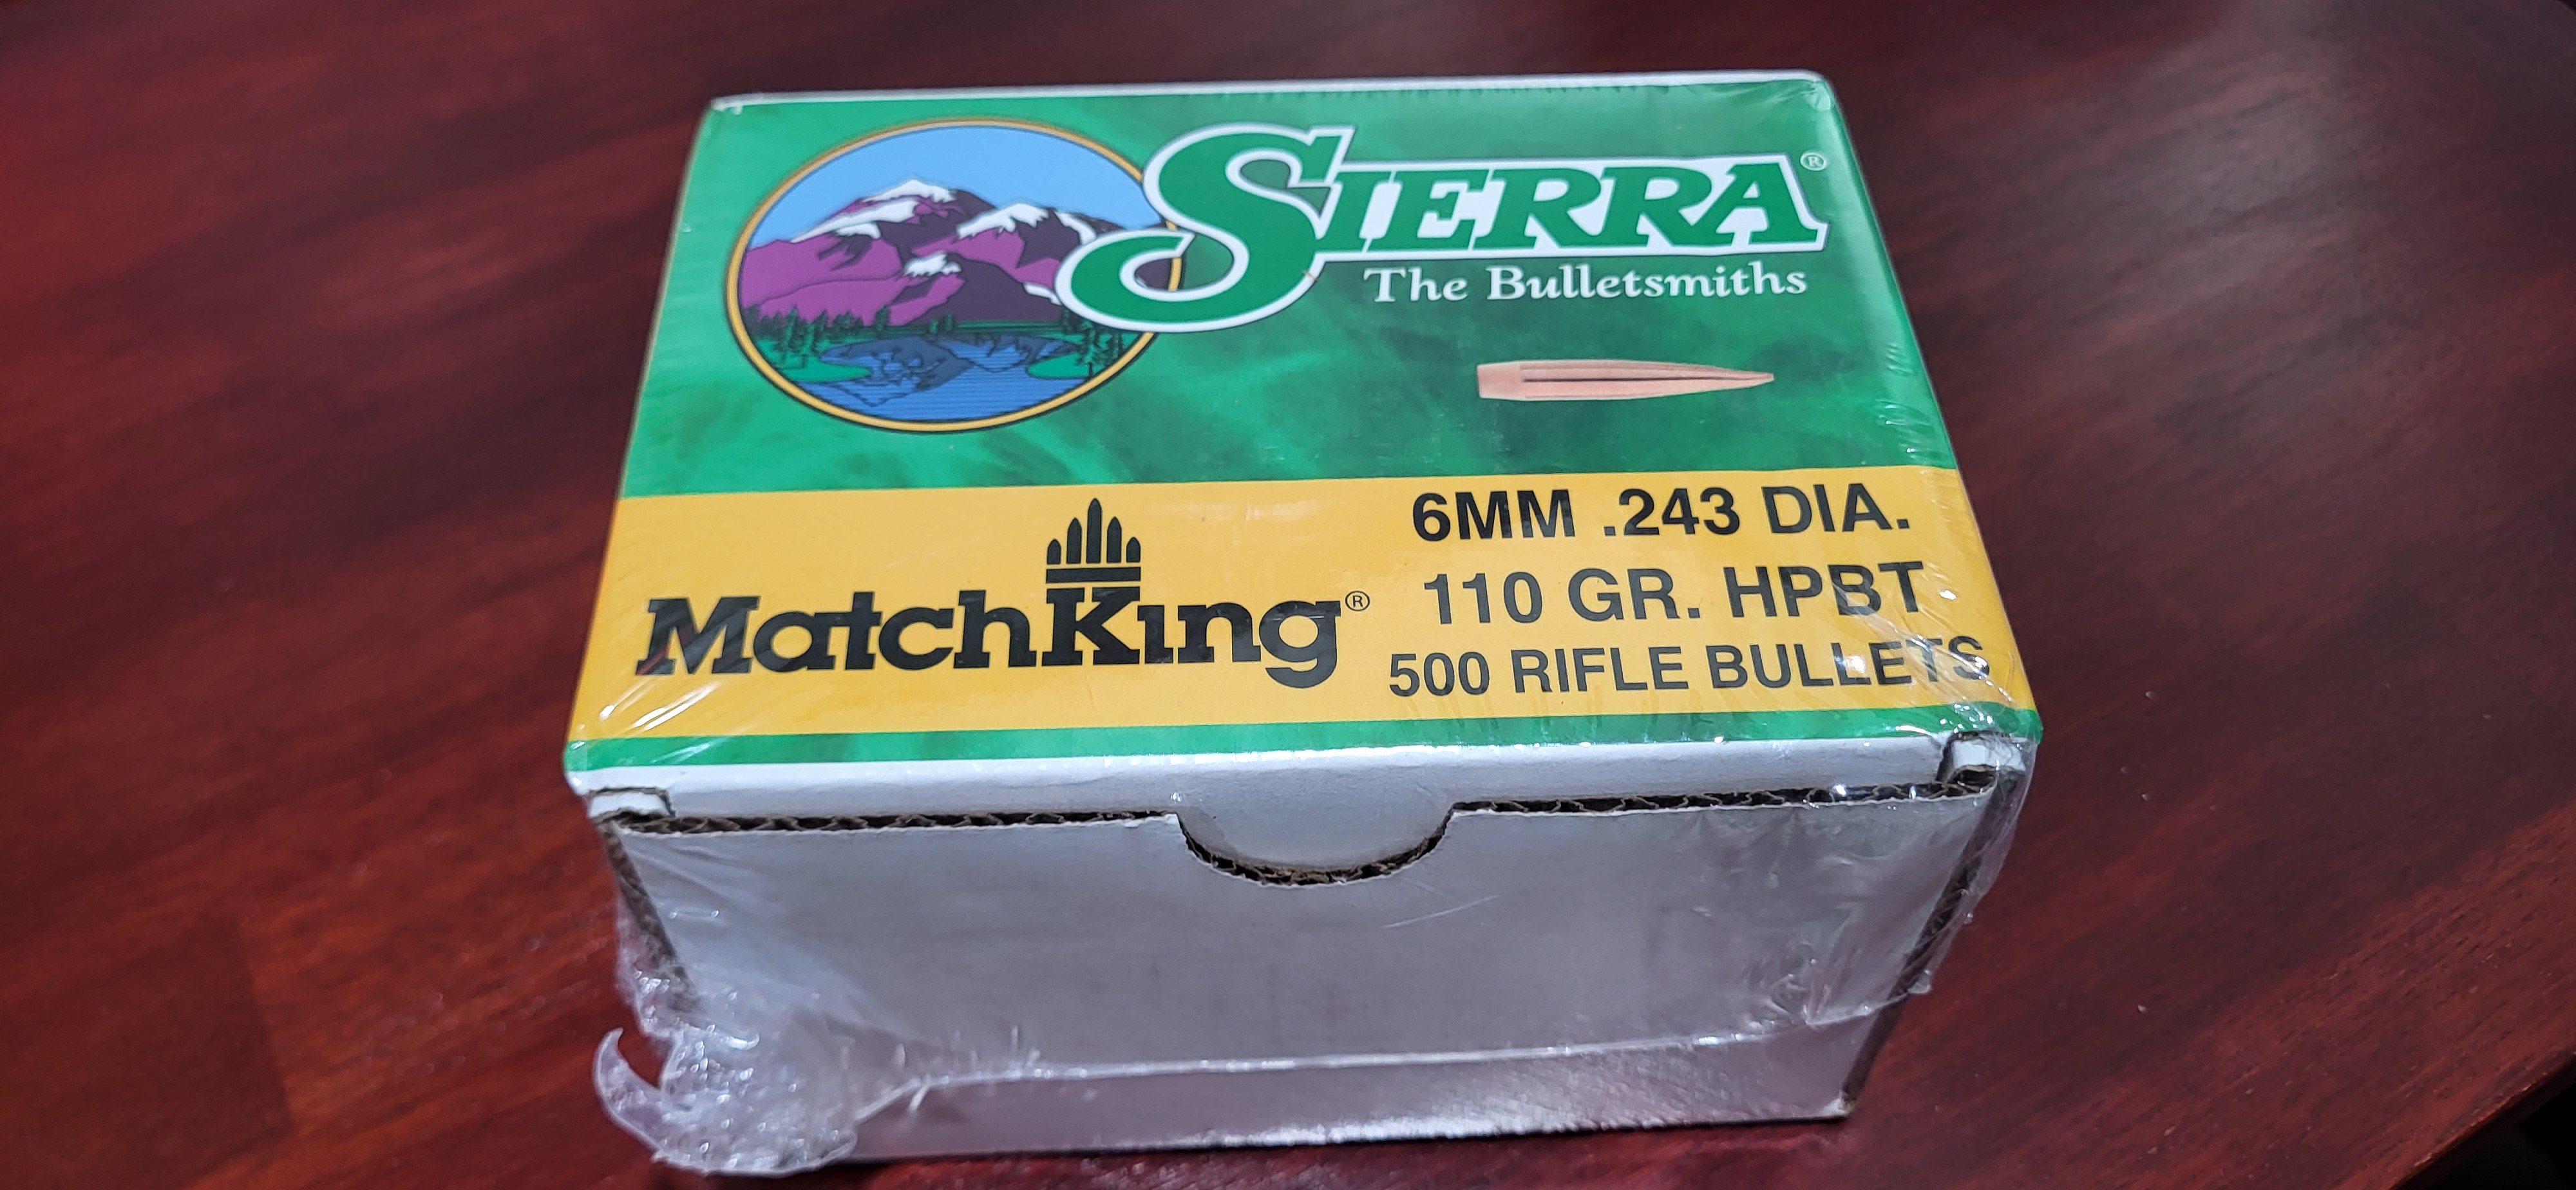 SIERRA®
The Bulletsmiths
MatchKing®
6MM .243 DIA.
110 GR. HPBT
500 RIFLE BULLETS